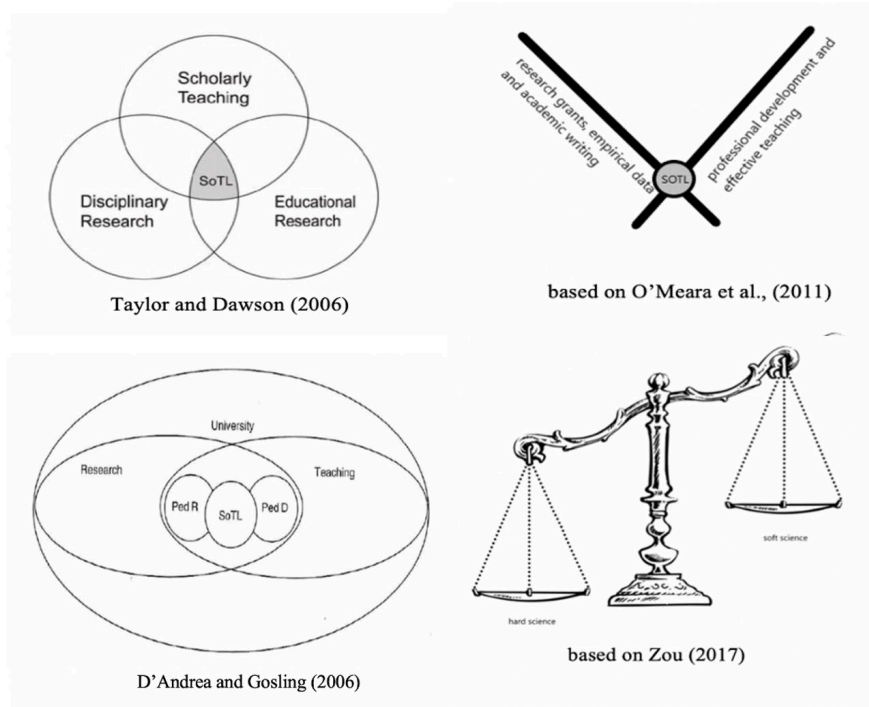 Scholarly
Teaching
SoTL
Disciplinary
Research
Educational
Research
Taylor and Dawson (2006)
research grants, empirical data
and academic writing
SOTL
professional development and
effective teaching
based on O’Meara et al., (2011)
University
Research
Teaching
Ped R
SoTL
Ped D
D’Andrea and Gosling (2006)
hard science
soft science
based on Zou (2017)